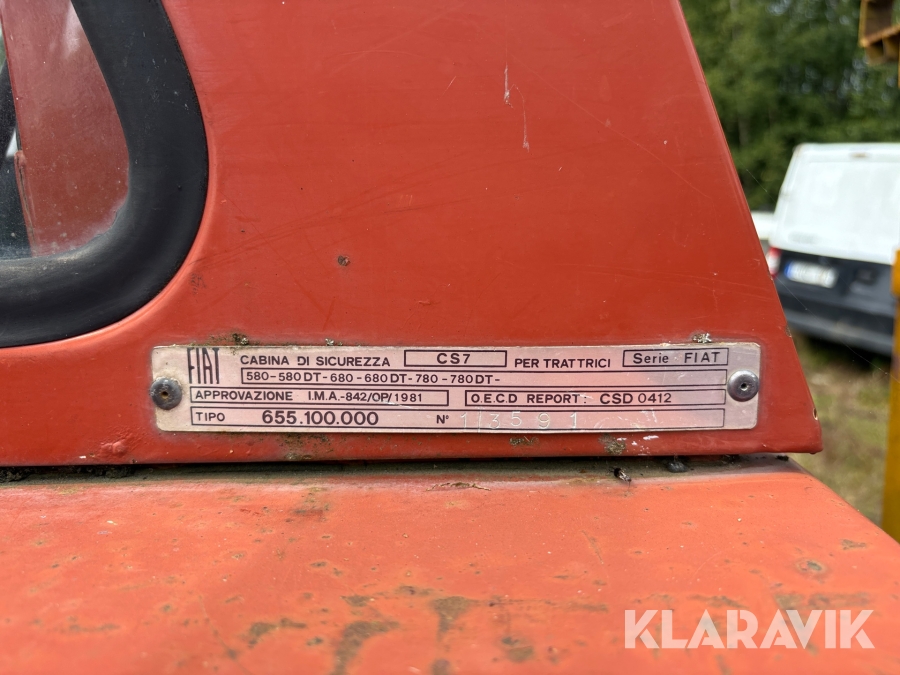 FIAT CABINA DI SICUREZZA CS7 PER TRATTRICI Serie FIAT
580-580DT-680-680DT-780-780DT-
APPROVAZIONE I.M.A.-842/OP/1981 O.E.C.D REPORT: CSD 0412
TIPO 655.100.000 N° 113591
KLARAVIK